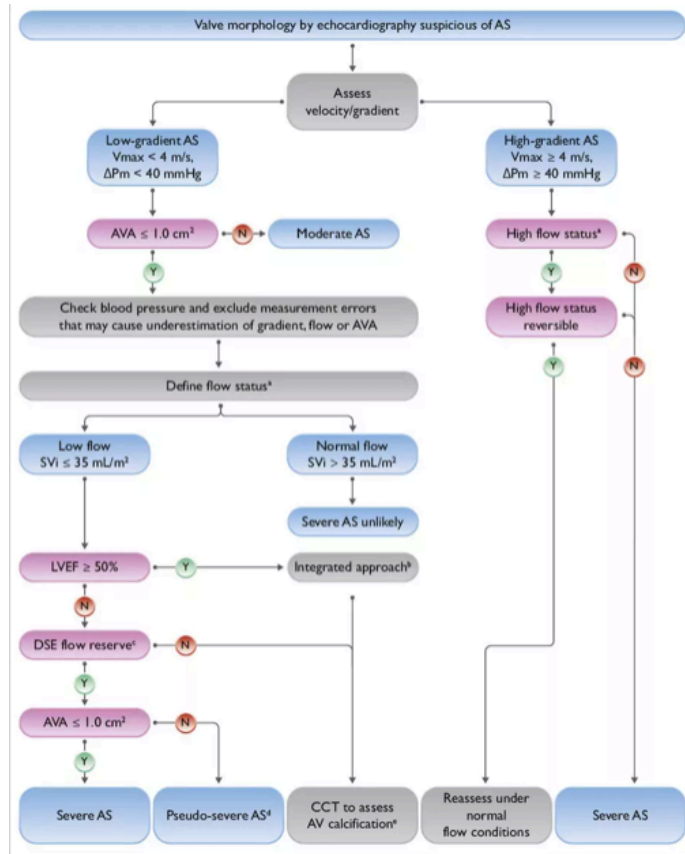 Valve morphology by echocardiography suspicious of AS
Assess
velocity/gradient
Low-gradient AS
Vmax < 4 m/s,
ΔPm < 40 mmHg
High-gradient AS
Vmax ≥ 4 m/s,
ΔPm ≥ 40 mmHg
AVA ≤ 1.0 cm²
N
Moderate AS
High flow statusᵃ
Y
Y
N
Check blood pressure and exclude measurement errors
that may cause underestimation of gradient, flow or AVA
High flow status
reversible
Y
N
Define flow statusᵃ
Low flow
SVi ≤ 35 mL/m²
Normal flow
SVi > 35 mL/m²
Severe AS unlikely
LVEF ≥ 50%
Y
Integrated approachᵇ
N
DSE flow reserveᶜ
N
Y
AVA ≤ 1.0 cm²
N
Y
Severe AS
Pseudo-severe ASᵈ
CCT to assess
AV calcificationᵉ
Reassess under
normal
flow conditions
Severe AS